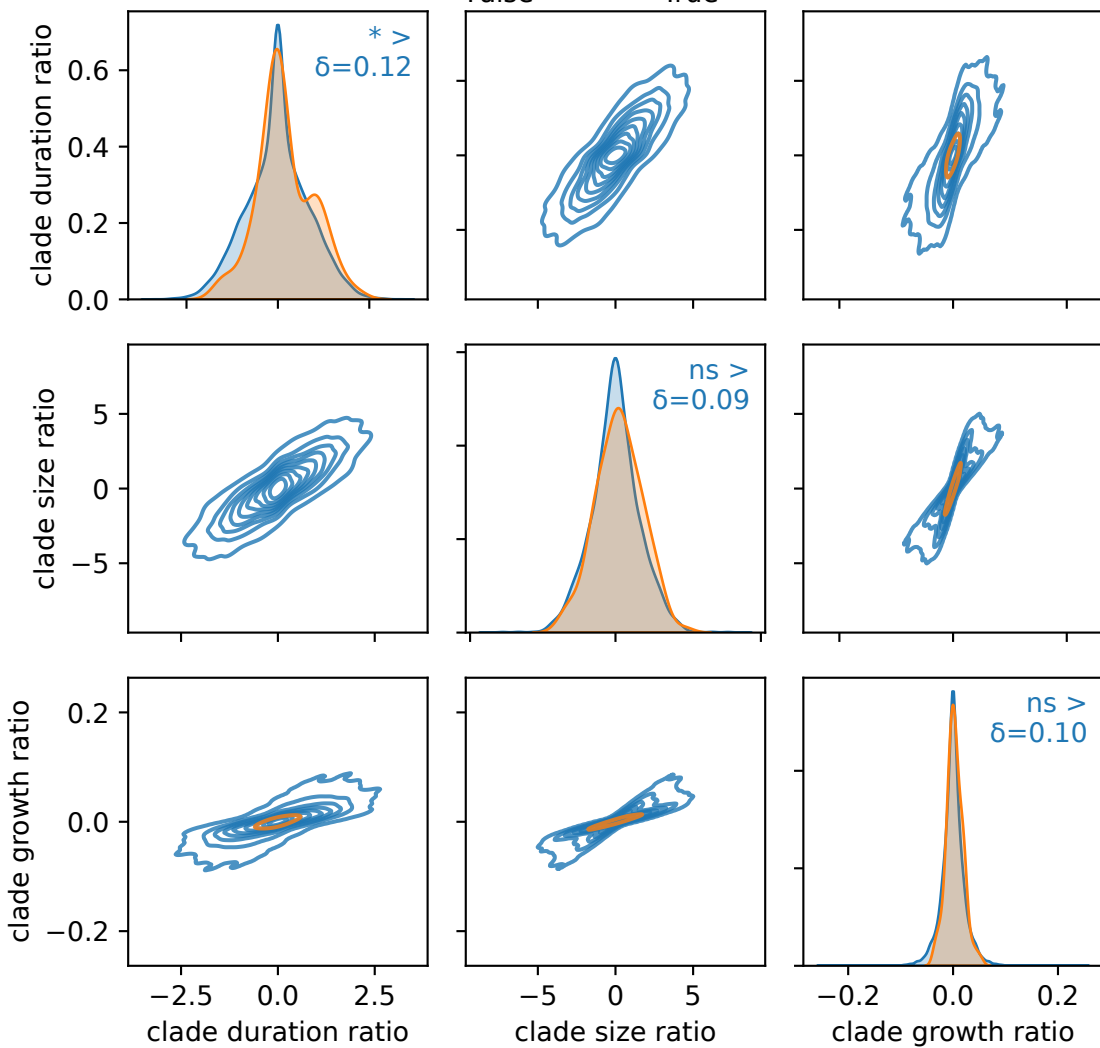 clade duration ratio
0.6
0.4
0.2
0.0
* >
δ=0.12
clade size ratio
5
0
−5
ns >
δ=0.09
clade growth ratio
0.2
0.0
−0.2
ns >
δ=0.10
−2.5 0.0 2.5
−5 0 5
−0.2 0.0 0.2
clade duration ratio
clade size ratio
clade growth ratio